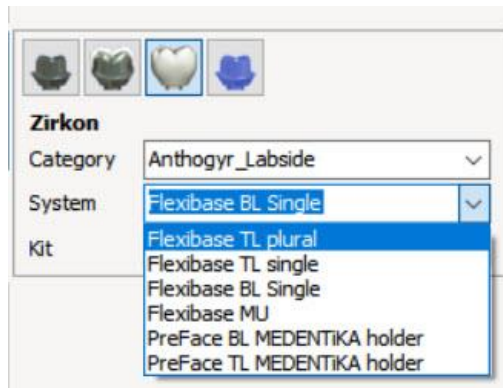 Zirkon
Category Anthogyr_Labside
System Flexibase BL Single
Kit
Flexibase TL plural
Flexibase TL single
Flexibase BL Single
Flexibase MU
PreFace BL MEDENTiKA holder
PreFace TL MEDENTiKA holder